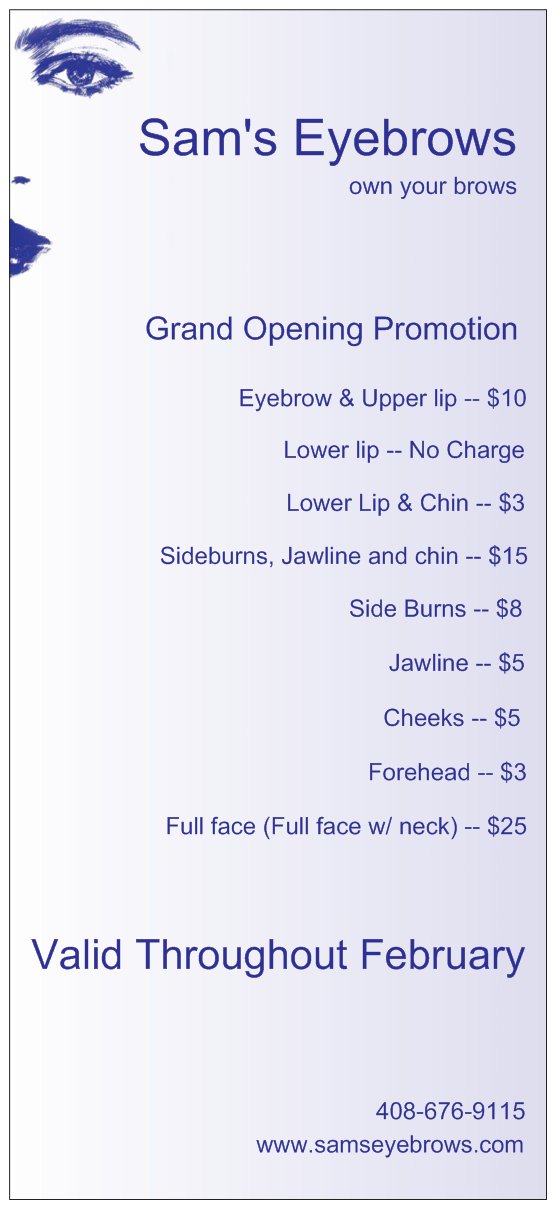 Sam's Eyebrows
own your brows
Grand Opening Promotion
Eyebrow & Upper lip -- $10
Lower lip -- No Charge
Lower Lip & Chin -- $3
Sideburns, Jawline and chin -- $15
Side Burns -- $8
Jawline -- $5
Cheeks -- $5
Forehead -- $3
Full face (Full face w/ neck) -- $25
Valid Throughout February
408-676-9115
www.samseyebrows.com